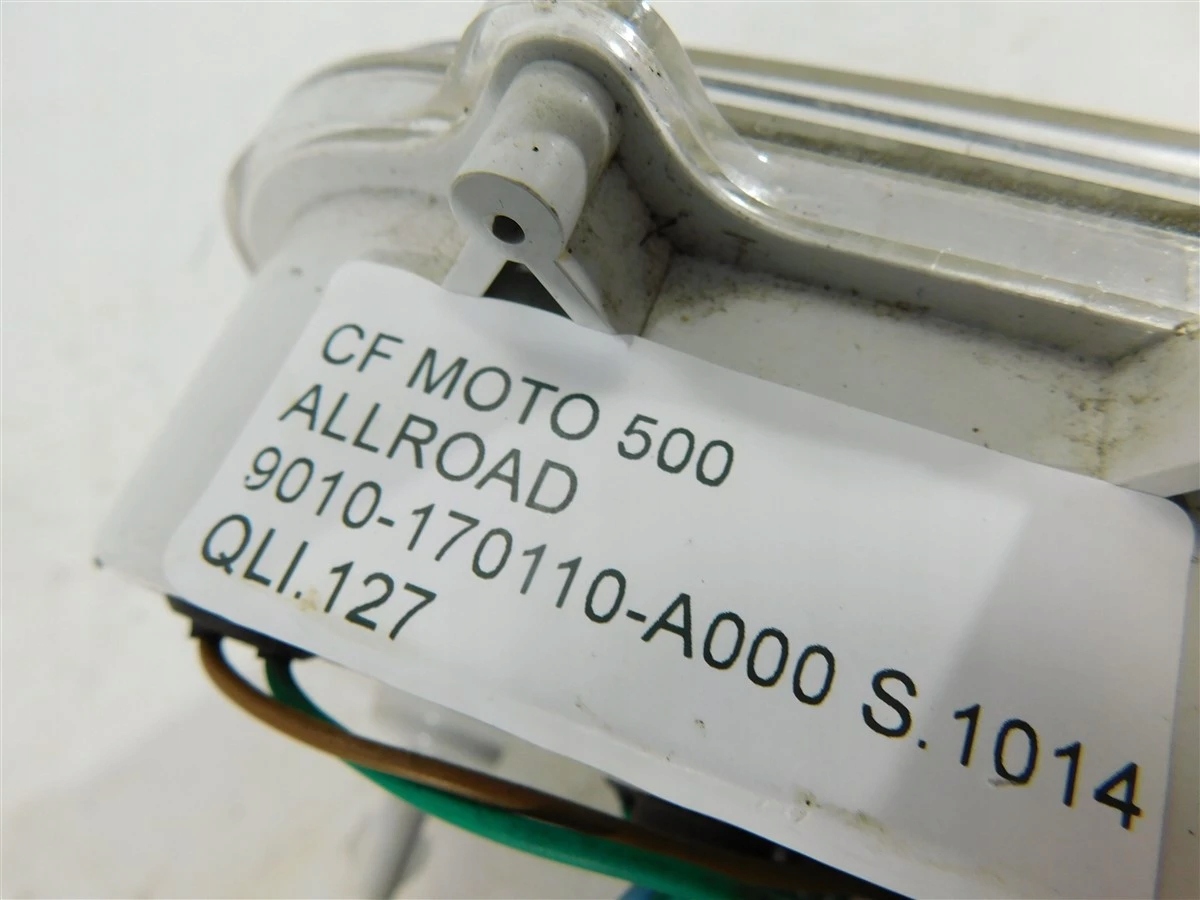 CF MOTO 500
ALLROAD
9010-170110-A000 S.1014
QLI.127